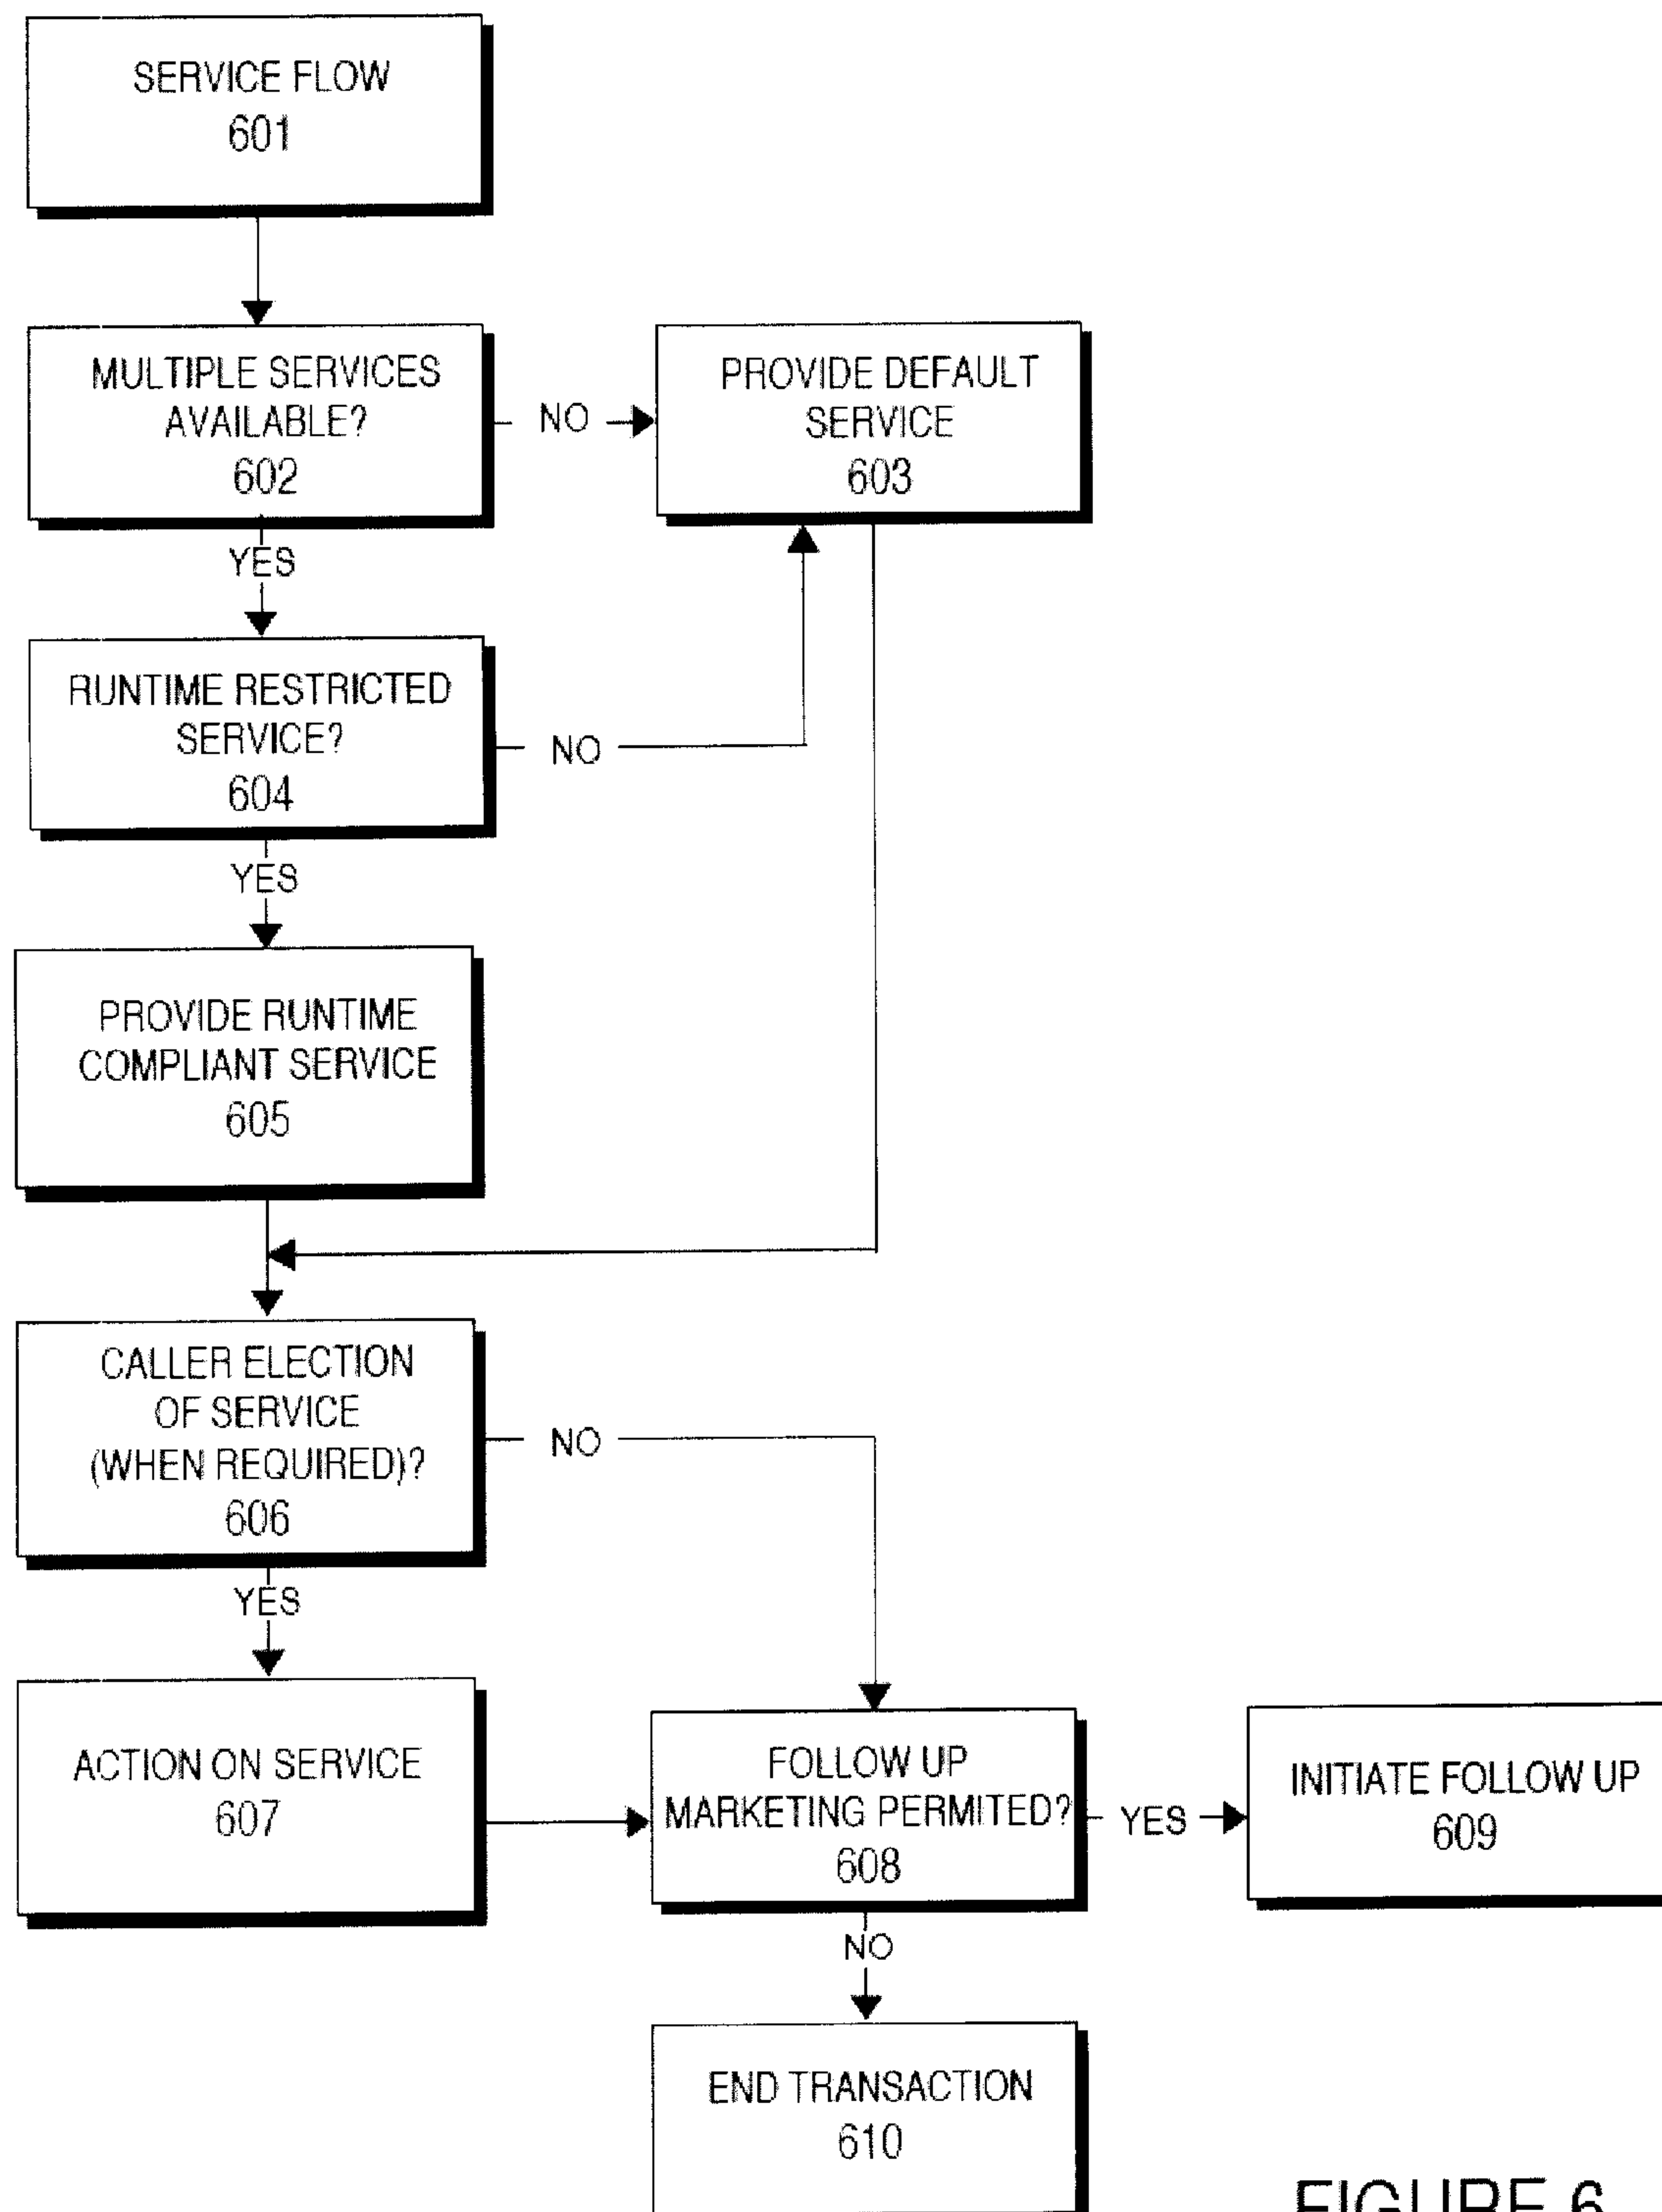 SERVICE FLOW
601
MULTIPLE SERVICES
AVAILABLE?
602
NO
PROVIDE DEFAULT
SERVICE
603
YES
RUNTIME RESTRICTED
SERVICE?
604
NO
YES
PROVIDE RUNTIME
COMPLIANT SERVICE
605
CALLER ELECTION
OF SERVICE
(WHEN REQUIRED)?
606
NO
YES
ACTION ON SERVICE
607
FOLLOW UP
MARKETING PERMITED?
608
YES
INITIATE FOLLOW UP
609
NO
END TRANSACTION
610
FIGURE 6